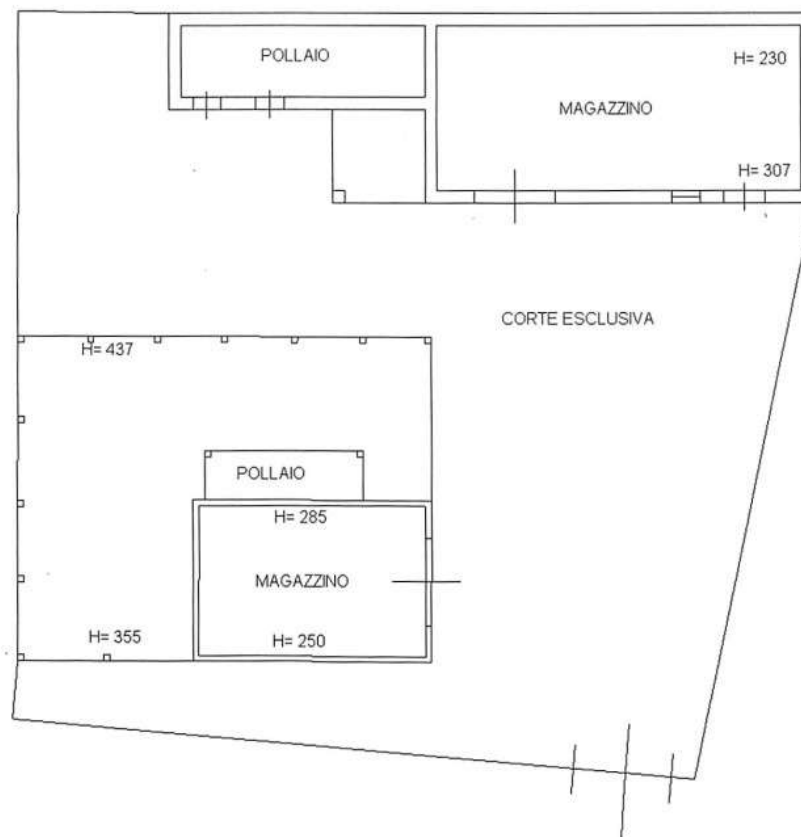 POLLAIO
H= 230
MAGAZZINO
H= 307
CORTE ESCLUSIVA
H= 437
POLLAIO
H= 285
MAGAZZINO
H= 355
H= 250